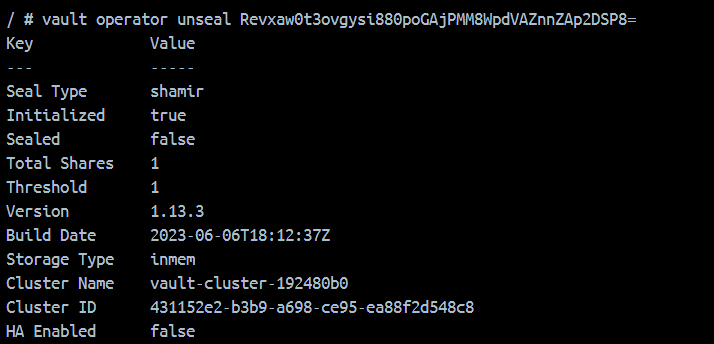 / # vault operator unseal Revxaw0t3ovgysi880poGAjPMM8WpdVAZnnZAp2DSP8=
Key Value
--- -----
Seal Type shamir
Initialized true
Sealed false
Total Shares 1
Threshold 1
Version 1.13.3
Build Date 2023-06-06T18:12:37Z
Storage Type inmem
Cluster Name vault-cluster-192480b0
Cluster ID 431152e2-b3b9-a698-ce95-ea88f2d548c8
HA Enabled false